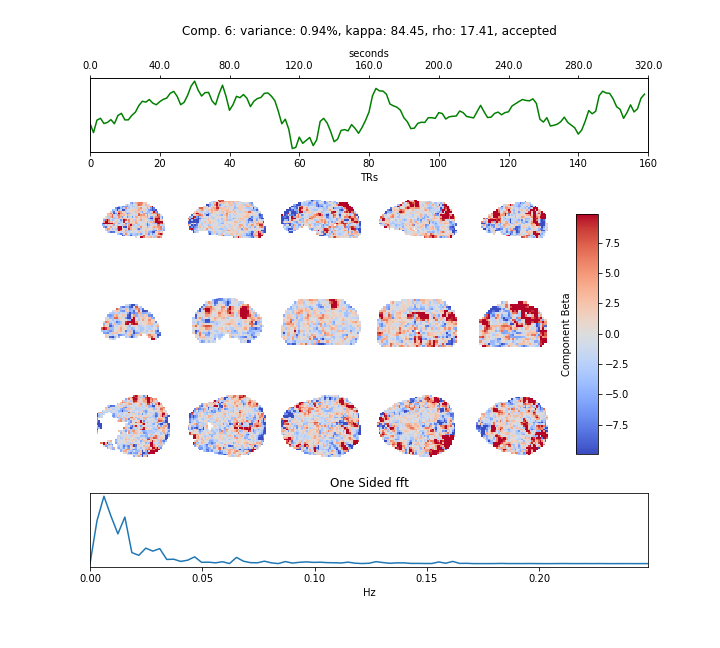 Comp. 6: variance: 0.94%, kappa: 84.45, rho: 17.41, accepted
seconds
0.0 40.0 80.0 120.0 160.0 200.0 240.0 280.0 320.0
0 20 40 60 80 100 120 140 160
TRs
7.5
5.0
2.5
0.0
−2.5
−5.0
−7.5
Component Beta
One Sided fft
0.00 0.05 0.10 0.15 0.20
Hz